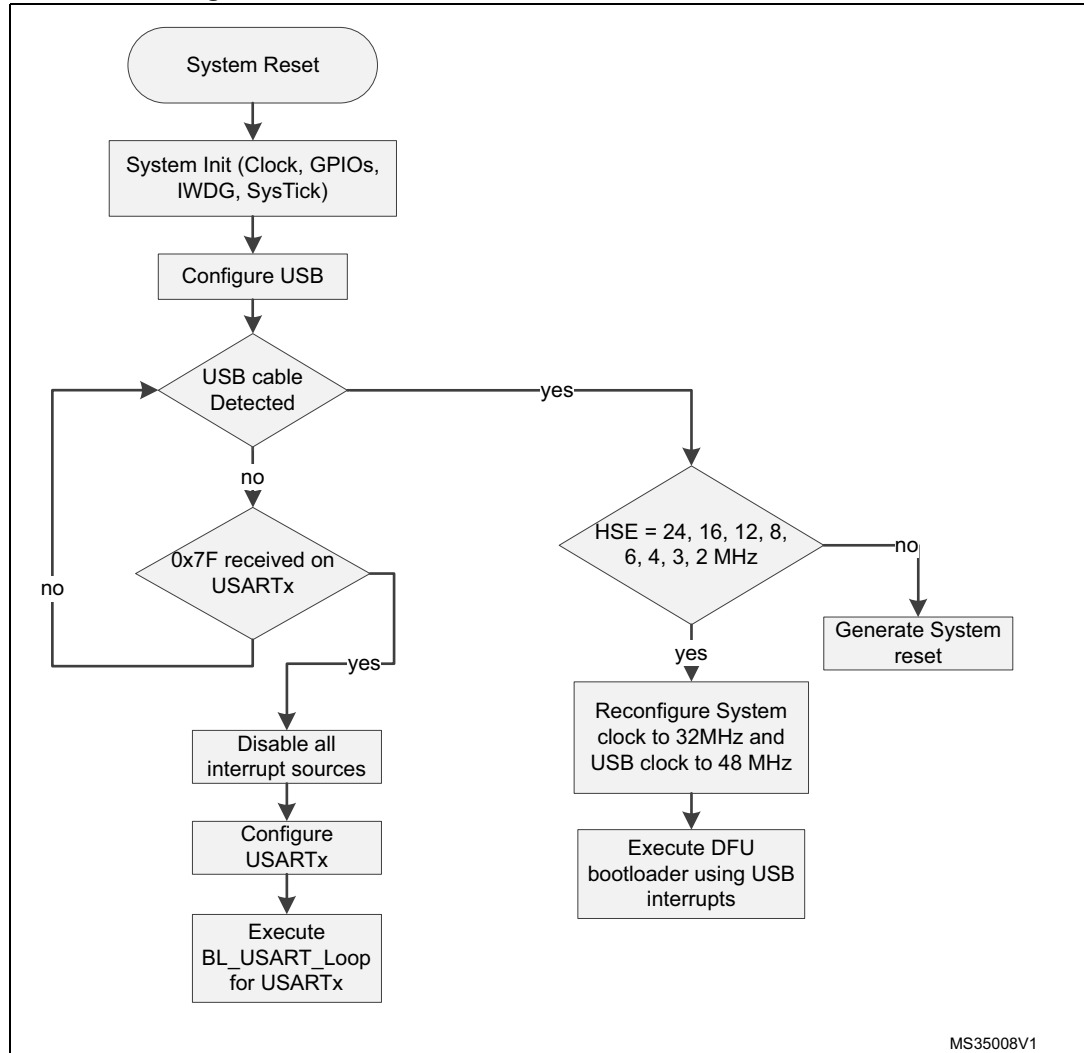 System Reset
System Init (Clock, GPIOs,
IWDG, SysTick)
Configure USB
USB cable
Detected
yes
no
HSE = 24, 16, 12, 8,
6, 4, 3, 2 MHz
no
0x7F received on
USARTx
no
yes
Generate System
reset
yes
Reconfigure System
clock to 32MHz and
USB clock to 48 MHz
Disable all
interrupt sources
Configure
USARTx
Execute DFU
bootloader using USB
interrupts
Execute
BL_USART_Loop
for USARTx
MS35008V1